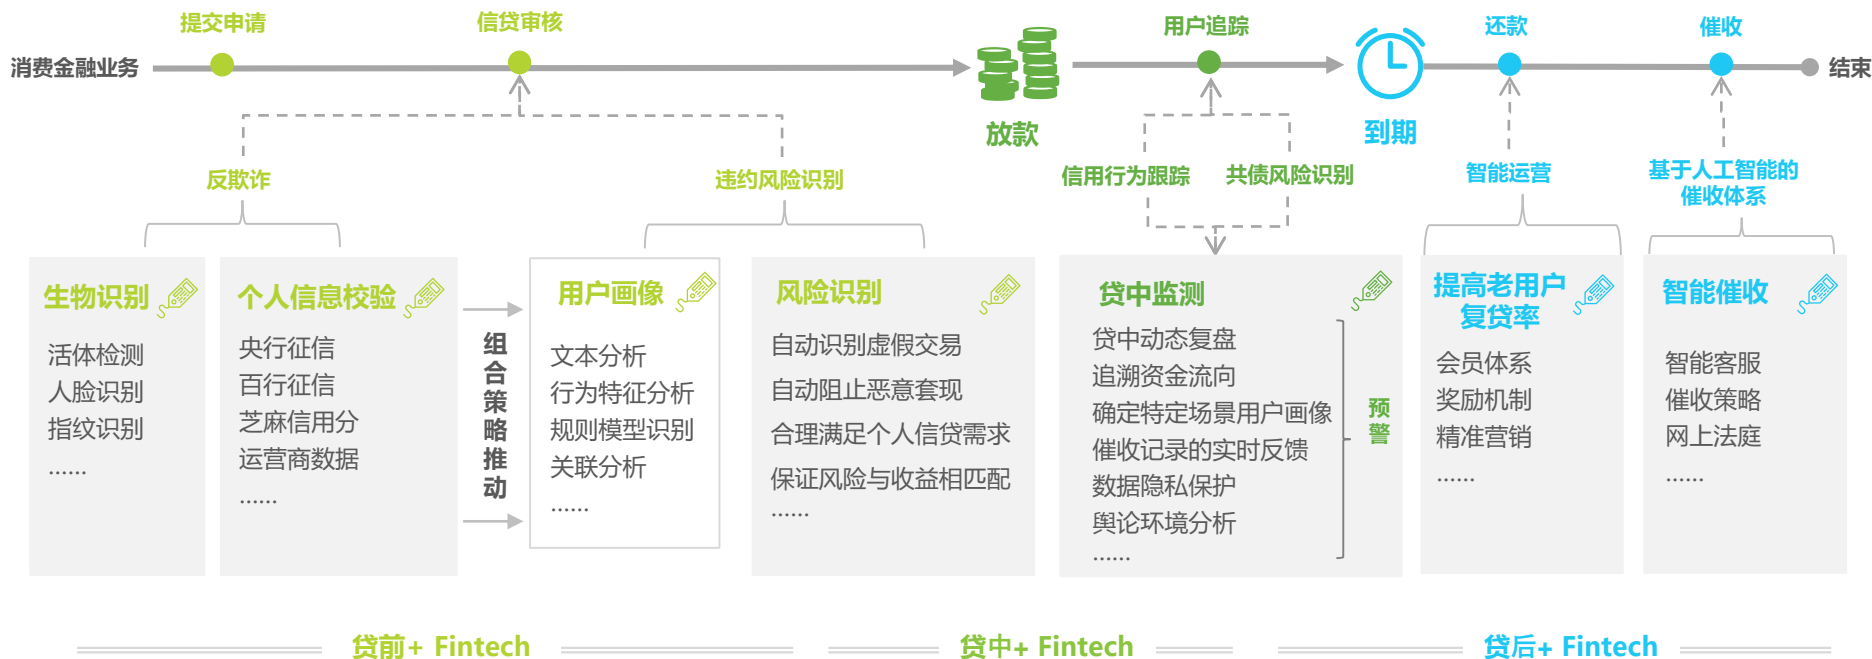 消费金融业务
提交申请
信贷审核
放款
用户追踪
到期
还款
催收
结束
反欺诈
违约风险识别
信用行为跟踪
共债风险识别
智能运营
基于人工智能的
催收体系
生物识别
活体检测
人脸识别
指纹识别
......
个人信息校验
央行征信
百行征信
芝麻信用分
运营商数据
......
组
合
策
略
推
动
用户画像
文本分析
行为特征分析
规则模型识别
关联分析
......
风险识别
自动识别虚假交易
自动阻止恶意套现
合理满足个人信贷需求
保证风险与收益相匹配
......
贷中监测
贷中动态复盘
追溯资金流向
确定特定场景用户画像
催收记录的实时反馈
数据隐私保护
舆论环境分析
......
预
警
提高老用户
复贷率
会员体系
奖励机制
精准营销
......
智能催收
智能客服
催收策略
网上法庭
......
贷前+ Fintech
贷中+ Fintech
贷后+ Fintech